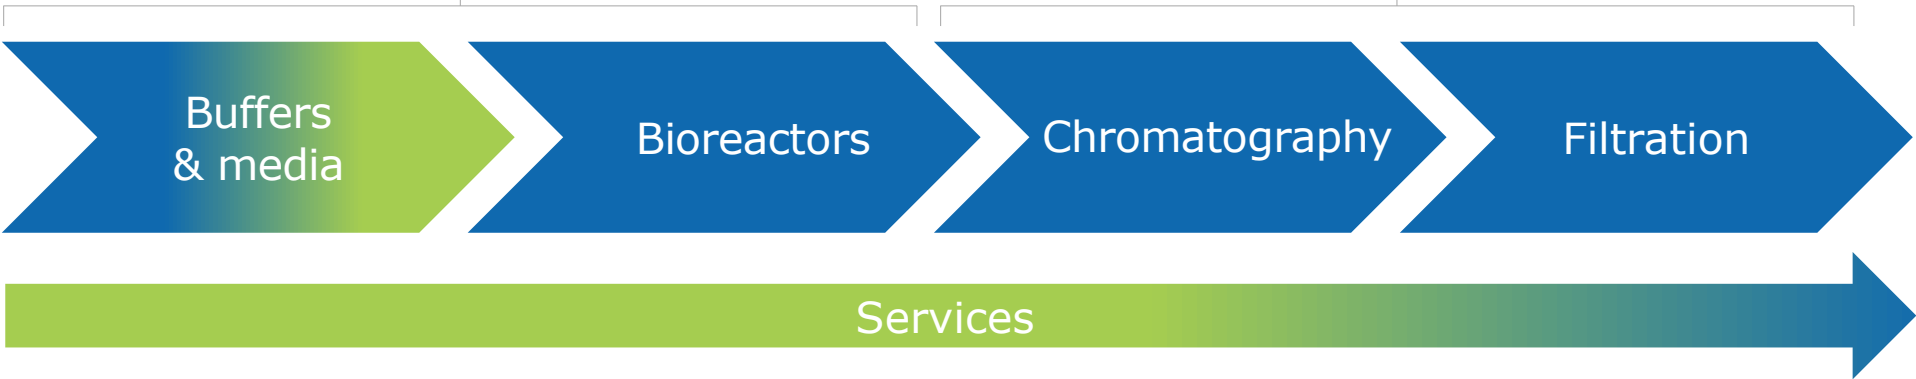 Buffers
& media
Bioreactors
Chromatography
Filtration
Services